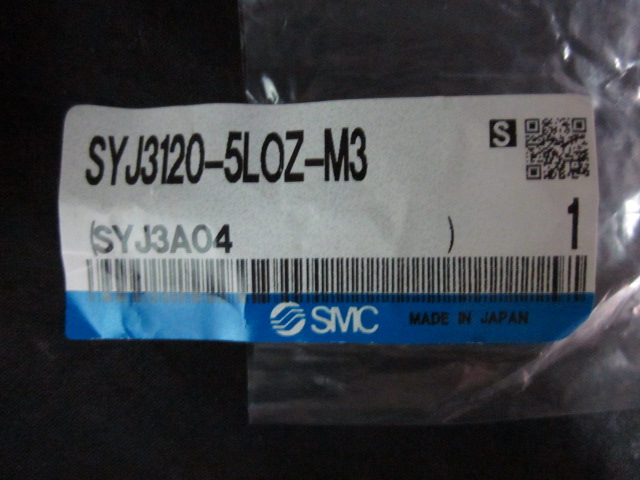 S
SYJ3120-5LOZ-M3
(SYJ3A04 )
1
SMC
MADE IN JAPAN